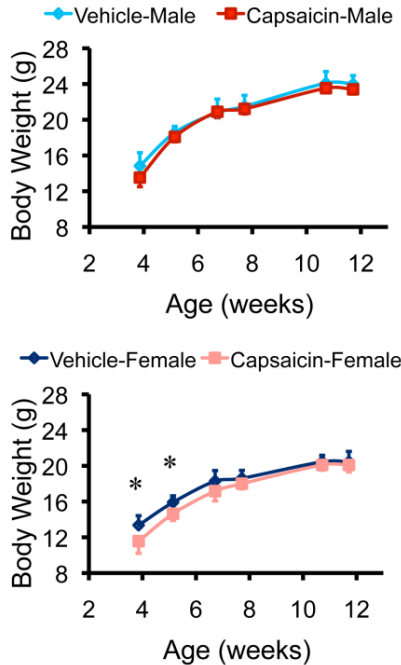 Vehicle-Male Capsaicin-Male
28
24
20
16
12
8
Body Weight (g)
2 4 6 8 10 12
Age (weeks)
Vehicle-Female Capsaicin-Female
28
24
20
16
12
8
Body Weight (g)
* *
2 4 6 8 10 12
Age (weeks)